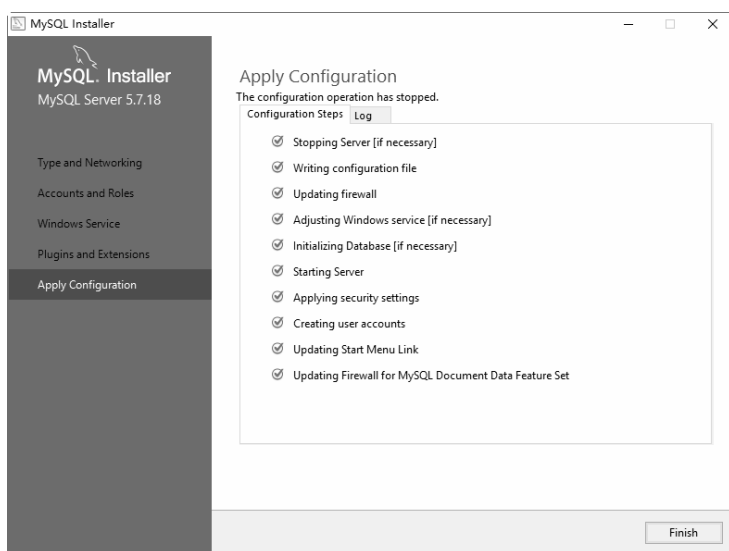 MySQL Installer
MySQL. Installer
MySQL Server 5.7.18
Type and Networking
Accounts and Roles
Windows Service
Plugins and Extensions
Apply Configuration
Apply Configuration
The configuration operation has stopped.
Configuration Steps Log
Stopping Server [if necessary]
Writing configuration file
Updating firewall
Adjusting Windows service [if necessary]
Initializing Database [if necessary]
Starting Server
Applying security settings
Creating user accounts
Updating Start Menu Link
Updating Firewall for MySQL Document Data Feature Set
Finish